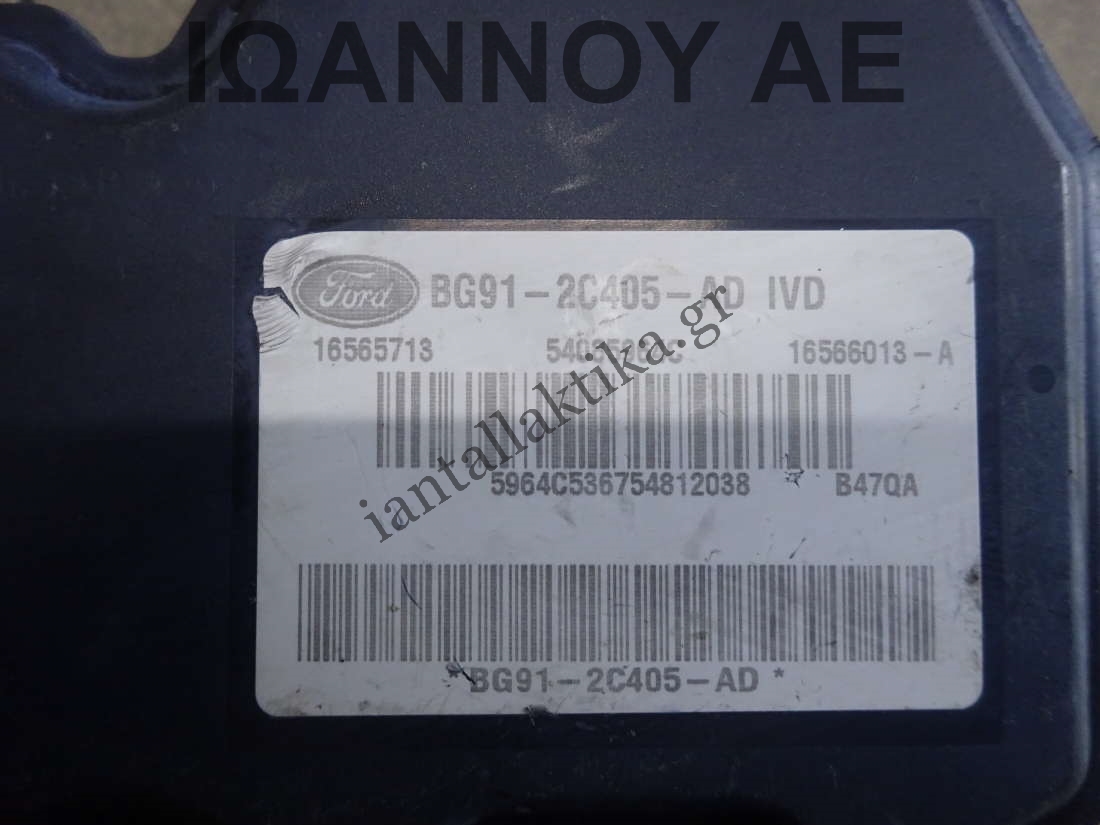 ΙΩΑΝΝΟΥ ΑΕ
Ford BG91-2C405-AD IVD
16565713 16566013-A
iantallaktika.gr
5964C536754812038 B47QA
*BG91-2C405-AD*